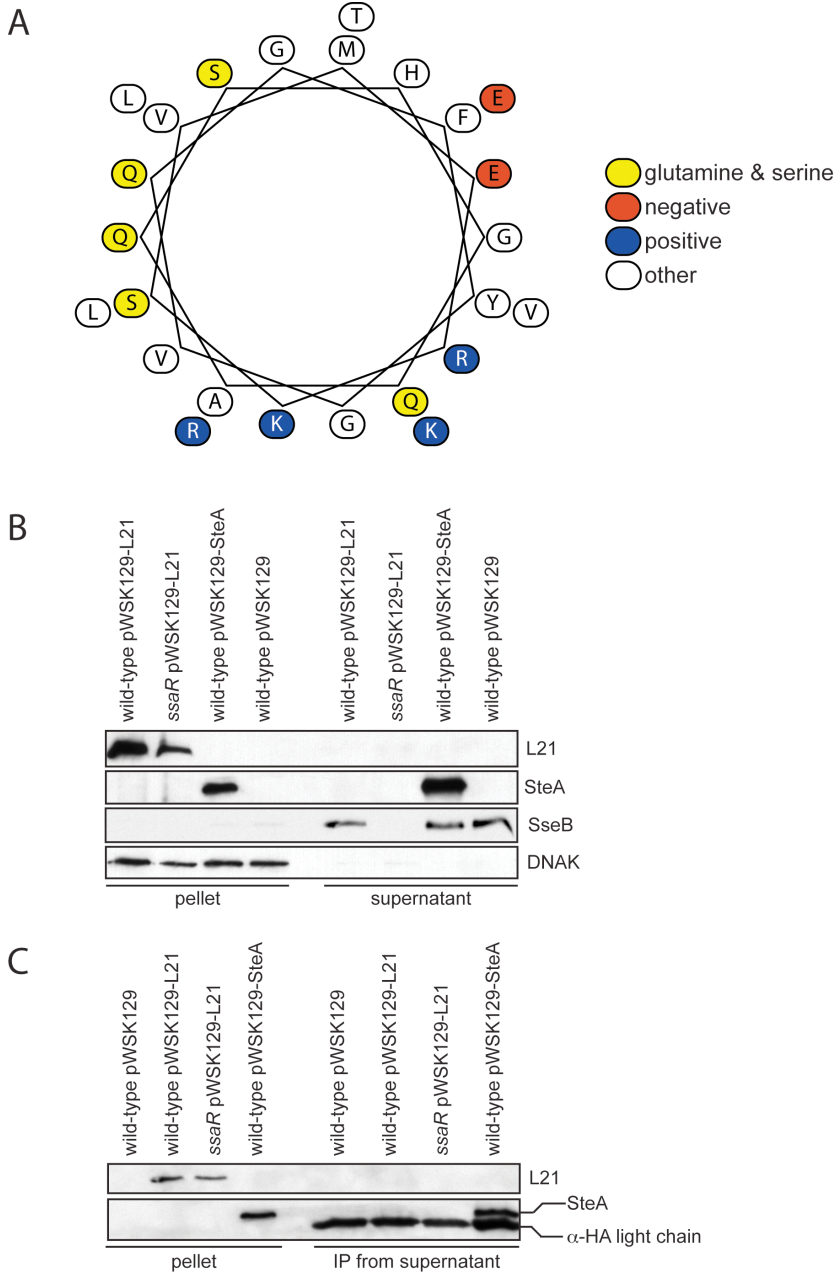 A
T
G
M
S
H
L
V
F
E
Q
E
Q
G
L
S
Y
V
V
R
A
Q
R
K
G
K
glutamine & serine
negative
positive
other
B
wild-type pWSK129-L21
ssaR pWSK129-L21
wild-type pWSK129-SteA
wild-type pWSK129
wild-type pWSK129-L21
ssaR pWSK129-L21
wild-type pWSK129-SteA
wild-type pWSK129
L21
SteA
SseB
DNAK
pellet
supernatant
C
wild-type pWSK129
wild-type pWSK129-L21
ssaR pWSK129-L21
wild-type pWSK129-SteA
wild-type pWSK129
wild-type pWSK129-L21
ssaR pWSK129-L21
wild-type pWSK129-SteA
L21
SteA
α-HA light chain
pellet
IP from supernatant